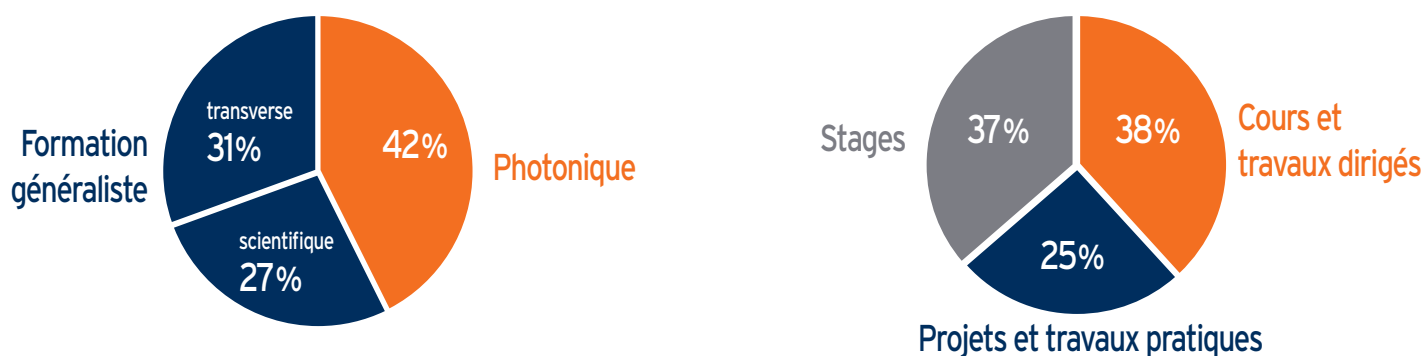 Formation
généraliste
transverse
31%
scientifique
27%
42%
Photonique
Stages
37%
38%
Cours et
travaux dirigés
25%
Projets et travaux pratiques